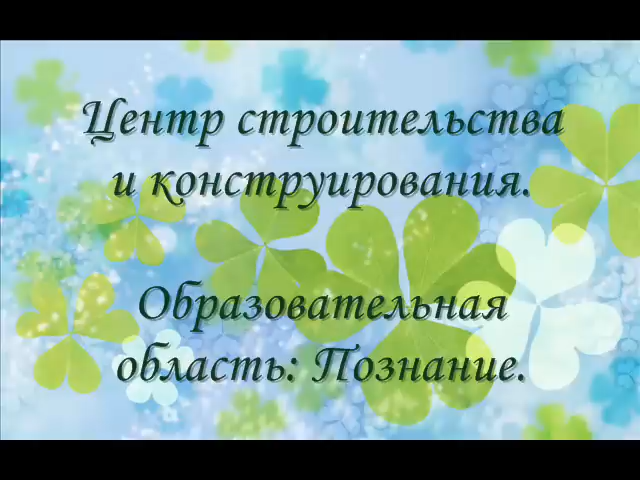 Центр строительства
и конструирования.
Образовательная
область: Познание.